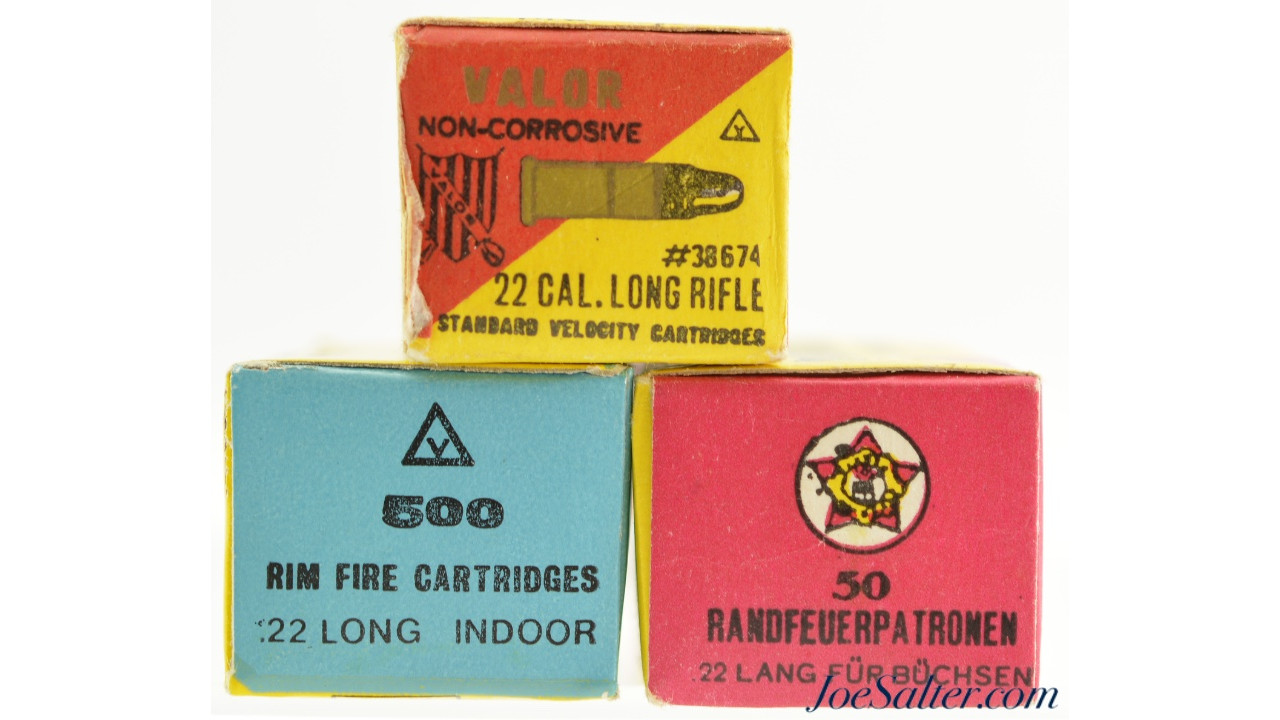 VALOR
NON-CORROSIVE
Y
VALOR
#38674
22 CAL. LONG RIFLE
STANDARD VELOCITY CARTRIDGES
Y
500
RIM FIRE CARTRIDGES
.22 LONG INDOOR
50
RANDFEUERPATRONEN
.22 LANG FÜR BÜCHSEN
JoeSalter.com